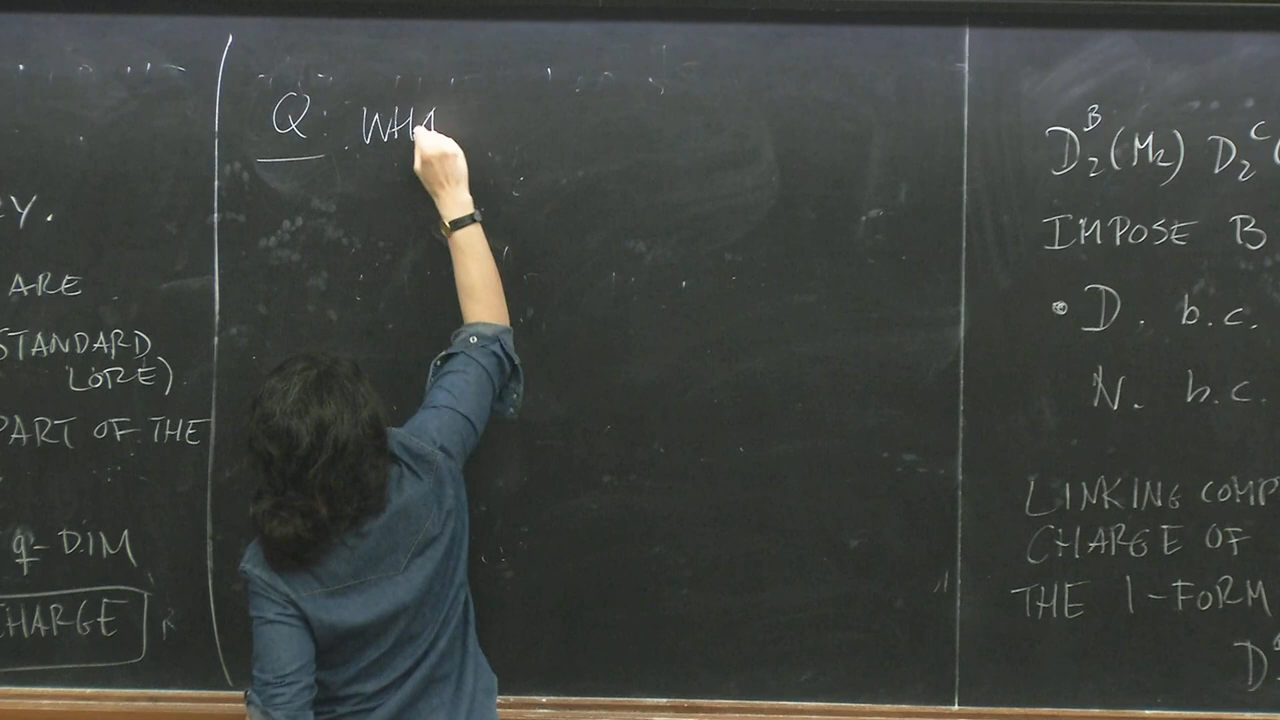 Y.
ARE
STANDARD
LORE)
PART OF THE
q-DIM
CHARGE
Q: WHA
D₂ᴮ(M₂) D₂ᶜ(
IMPOSE B
D. b.c.
N. b.c.
LINKING COMP
CHARGE OF
THE 1-FORM
D